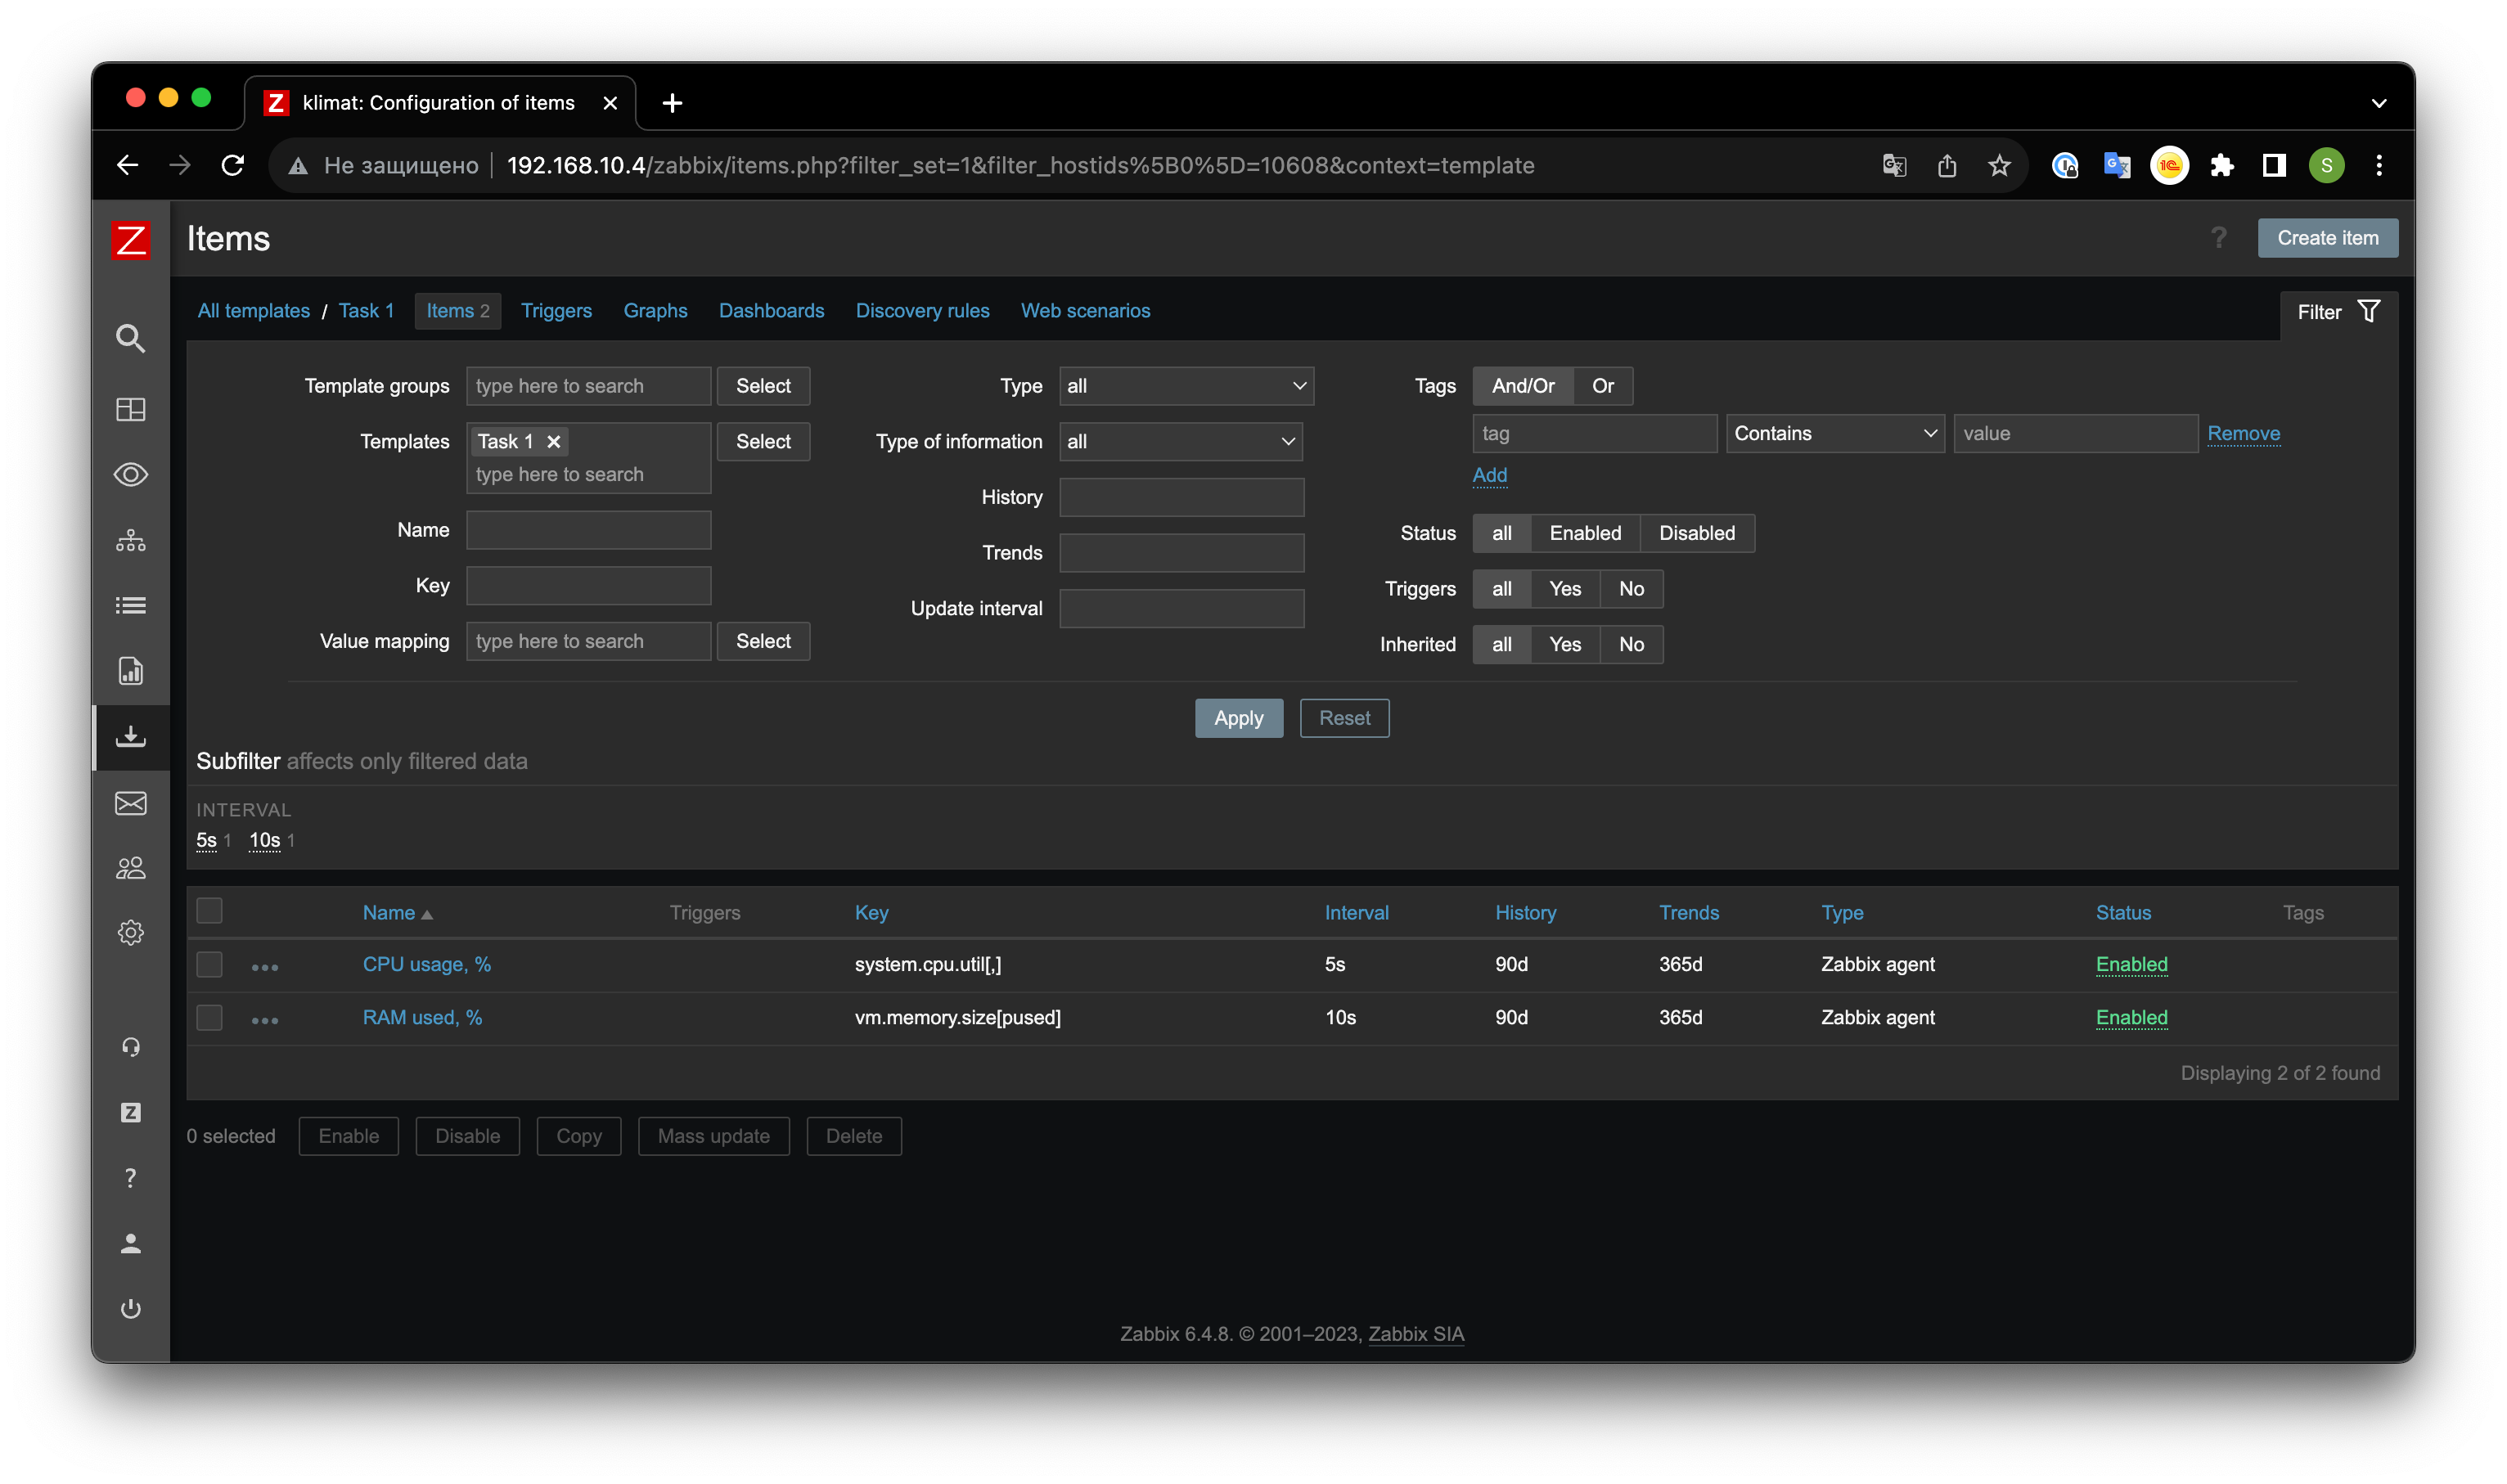 klimat: Configuration of items
Не защищено 192.168.10.4/zabbix/items.php?filter_set=1&filter_hostids%5B0%5D=10608&context=template
S
Z
Items
? Create item
All templates / Task 1 Items 2 Triggers Graphs Dashboards Discovery rules Web scenarios
Filter
Template groups type here to search Select
Templates Task 1 Select
type here to search
Name
Key
Value mapping type here to search Select
Type all
Type of information all
History
Trends
Update interval
Tags And/Or Or
tag Contains value Remove
Add
Status all Enabled Disabled
Triggers all Yes No
Inherited all Yes No
Apply Reset
Subfilter affects only filtered data
INTERVAL
5s 1 10s 1
Name Triggers Key Interval History Trends Type Status Tags
CPU usage, % system.cpu.util[,] 5s 90d 365d Zabbix agent Enabled
RAM used, % vm.memory.size[pused] 10s 90d 365d Zabbix agent Enabled
Displaying 2 of 2 found
0 selected Enable Disable Copy Mass update Delete
Z
?
Zabbix 6.4.8. © 2001–2023, Zabbix SIA